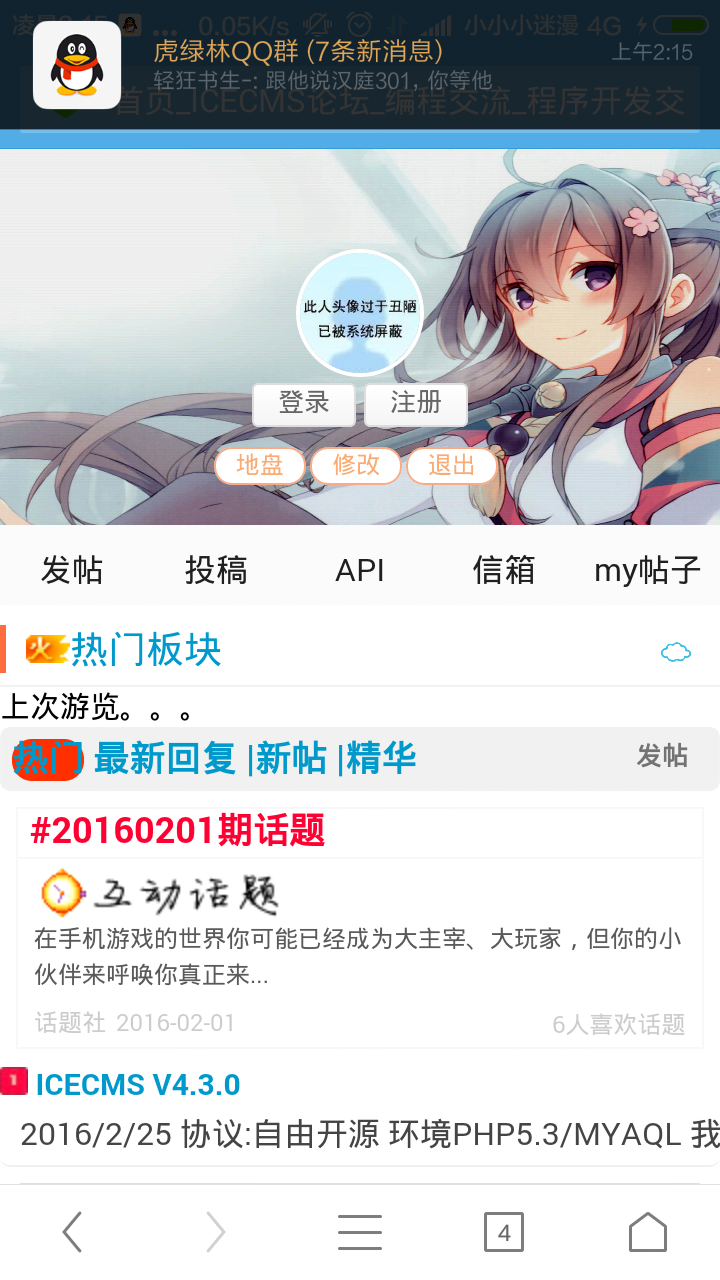 0.05K/s 小小小迷漫 4G
虎绿林QQ群 (7条新消息)
上午2:15
轻狂书生-: 跟他说汉庭301, 你等他
首页_ICECMS论坛_编程交流_程序开发交
此人头像过于丑陋
已被系统屏蔽
登录 注册
地盘 修改 退出
发帖 投稿 API 信箱 my帖子
火 热门板块
上次游览。。。
热门 最新回复 |新帖 |精华 发帖
#20160201期话题
互动话题
在手机游戏的世界你可能已经成为大主宰、大玩家，但你的小
伙伴来呼唤你真正来...
话题社 2016-02-01 6人喜欢话题
1 ICECMS V4.3.0
2016/2/25 协议:自由开源 环境PHP5.3/MYAQL 我
4